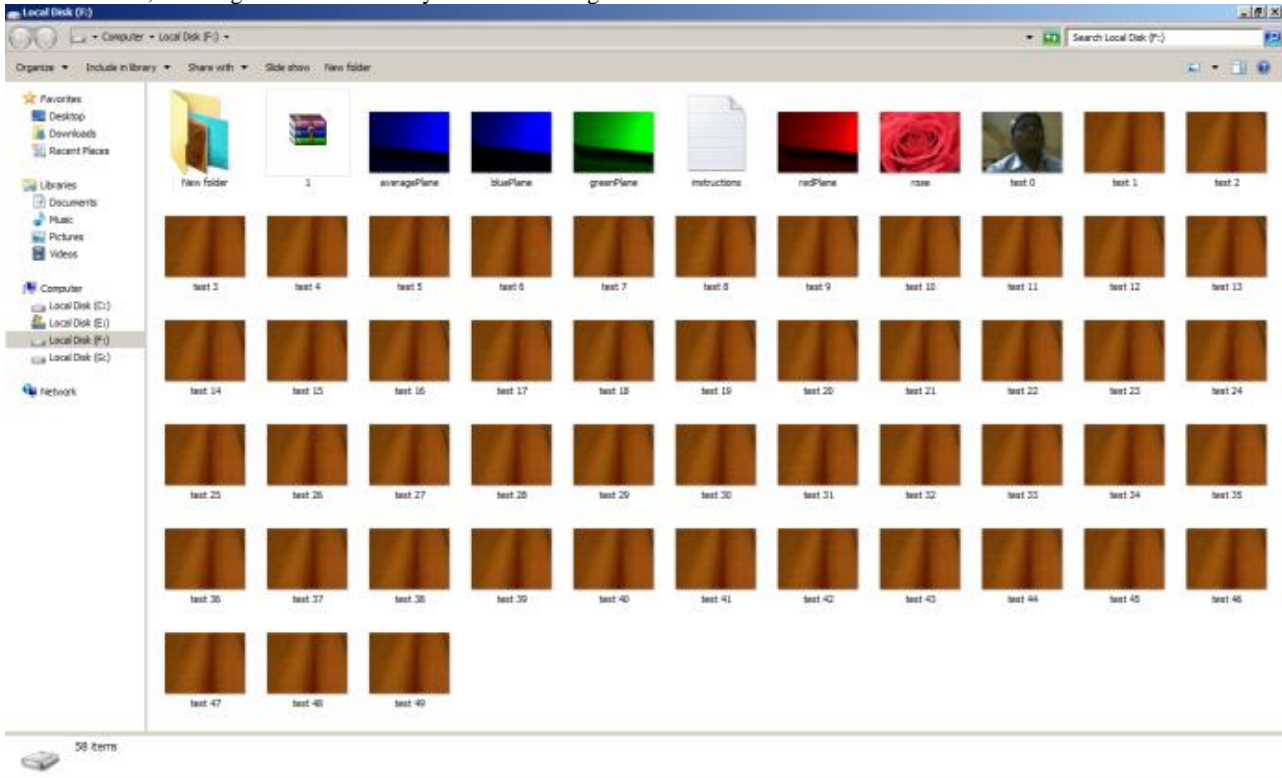 Local Disk (F:)
Computer Local Disk (F:)
Search Local Disk (F:)
Organize Include in library Share with Slide show New folder
Favorites
Desktop
Downloads
Recent Places
Libraries
Documents
Music
Pictures
Videos
Computer
Local Disk (C:)
Local Disk (E:)
Local Disk (F:)
Local Disk (G:)
Network
New folder 1 averagePlane bluePlane greenPlane instructions redPlane rose test 0 test 1 test 2
test 3 test 4 test 5 test 6 test 7 test 8 test 9 test 10 test 11 test 12 test 13
test 14 test 15 test 16 test 17 test 18 test 19 test 20 test 21 test 22 test 23 test 24
test 25 test 26 test 27 test 28 test 29 test 30 test 31 test 32 test 33 test 34 test 35
test 36 test 37 test 38 test 39 test 40 test 41 test 42 test 43 test 44 test 45 test 46
test 47 test 48 test 49
58 items